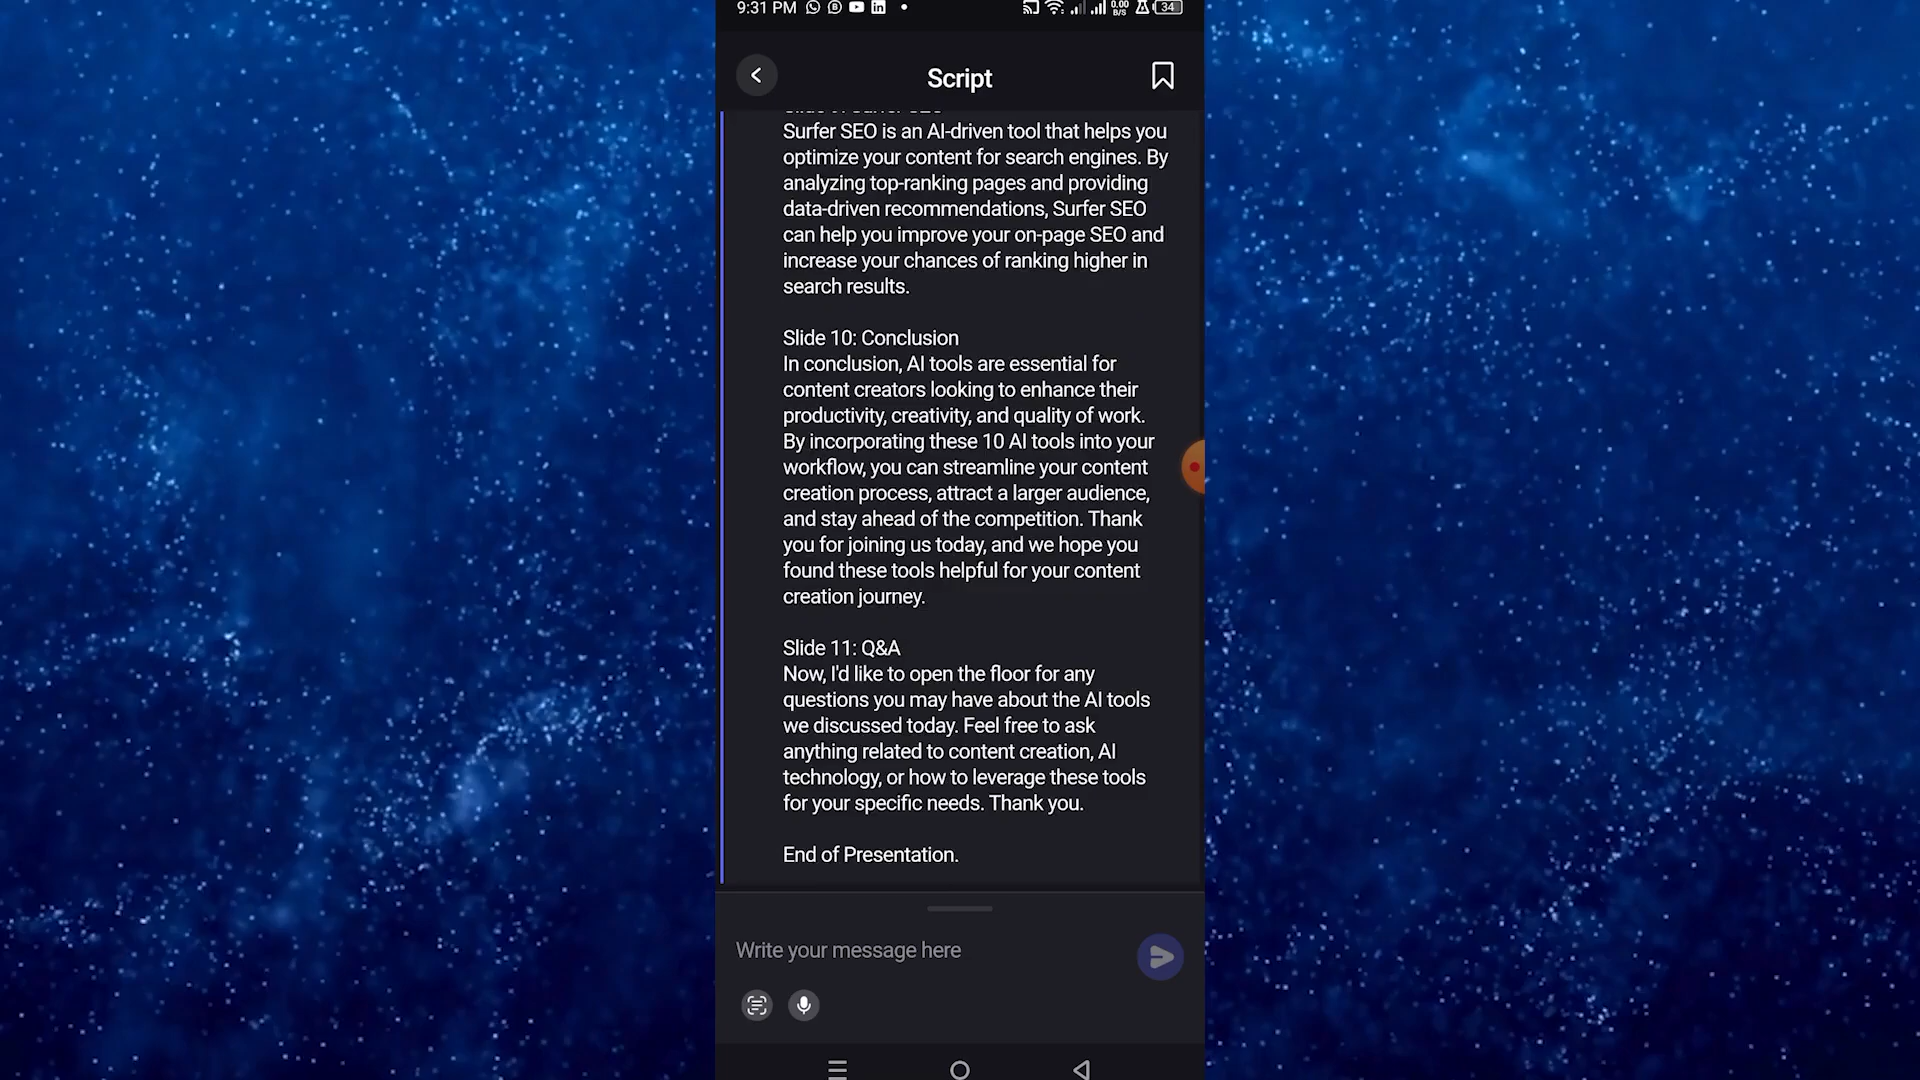 9:31 PM
0.00
B/S
34
Script
Surfer SEO is an AI-driven tool that helps you
optimize your content for search engines. By
analyzing top-ranking pages and providing
data-driven recommendations, Surfer SEO
can help you improve your on-page SEO and
increase your chances of ranking higher in
search results.
Slide 10: Conclusion
In conclusion, AI tools are essential for
content creators looking to enhance their
productivity, creativity, and quality of work.
By incorporating these 10 AI tools into your
workflow, you can streamline your content
creation process, attract a larger audience,
and stay ahead of the competition. Thank
you for joining us today, and we hope you
found these tools helpful for your content
creation journey.
Slide 11: Q&A
Now, I'd like to open the floor for any
questions you may have about the AI tools
we discussed today. Feel free to ask
anything related to content creation, AI
technology, or how to leverage these tools
for your specific needs. Thank you.
End of Presentation.
Write your message here